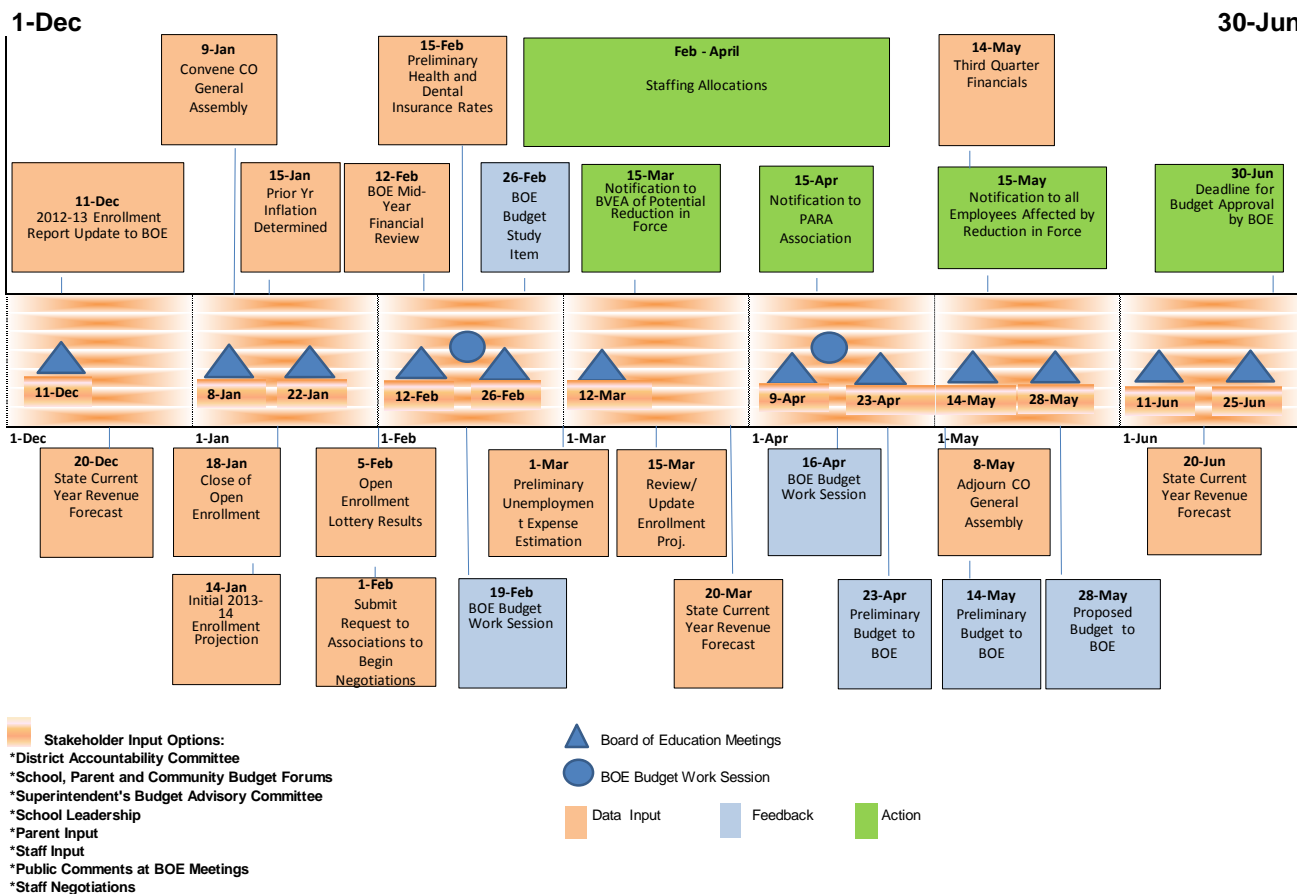 1-Dec
30-Jun
9-Jan
Convene CO
General
Assembly
15-Feb
Preliminary
Health and
Dental
Insurance Rates
Feb - April
Staffing Allocations
14-May
Third Quarter
Financials
11-Dec
2012-13 Enrollment
Report Update to BOE
15-Jan
Prior Yr
Inflation
Determined
12-Feb
BOE Mid-
Year
Financial
Review
26-Feb
BOE
Budget
Study
Item
15-Mar
Notification to
BVEA of Potential
Reduction in
Force
15-Apr
Notification to
PARA
Association
15-May
Notification to all
Employees Affected by
Reduction in Force
30-Jun
Deadline for
Budget Approval
by BOE
11-Dec
8-Jan
22-Jan
12-Feb
26-Feb
12-Mar
9-Apr
23-Apr
14-May
28-May
11-Jun
25-Jun
1-Dec
1-Jan
1-Feb
1-Mar
1-Apr
1-May
1-Jun
20-Dec
State Current
Year Revenue
Forecast
18-Jan
Close of
Open
Enrollment
5-Feb
Open
Enrollment
Lottery Results
1-Mar
Preliminary
Unemploymen
t Expense
Estimation
15-Mar
Review/
Update
Enrollment
Proj.
16-Apr
BOE Budget
Work Session
8-May
Adjourn CO
General
Assembly
20-Jun
State Current
Year Revenue
Forecast
14-Jan
Initial 2013-
14
Enrollment
Projection
1-Feb
Submit
Request to
Associations to
Begin
Negotiations
19-Feb
BOE Budget
Work Session
20-Mar
State Current
Year Revenue
Forecast
23-Apr
Preliminary
Budget to
BOE
14-May
Preliminary
Budget to
BOE
28-May
Proposed
Budget to
BOE
Stakeholder Input Options:
*District Accountability Committee
*School, Parent and Community Budget Forums
*Superintendent's Budget Advisory Committee
*School Leadership
*Parent Input
*Staff Input
*Public Comments at BOE Meetings
*Staff Negotiations
Board of Education Meetings
BOE Budget Work Session
Data Input
Feedback
Action